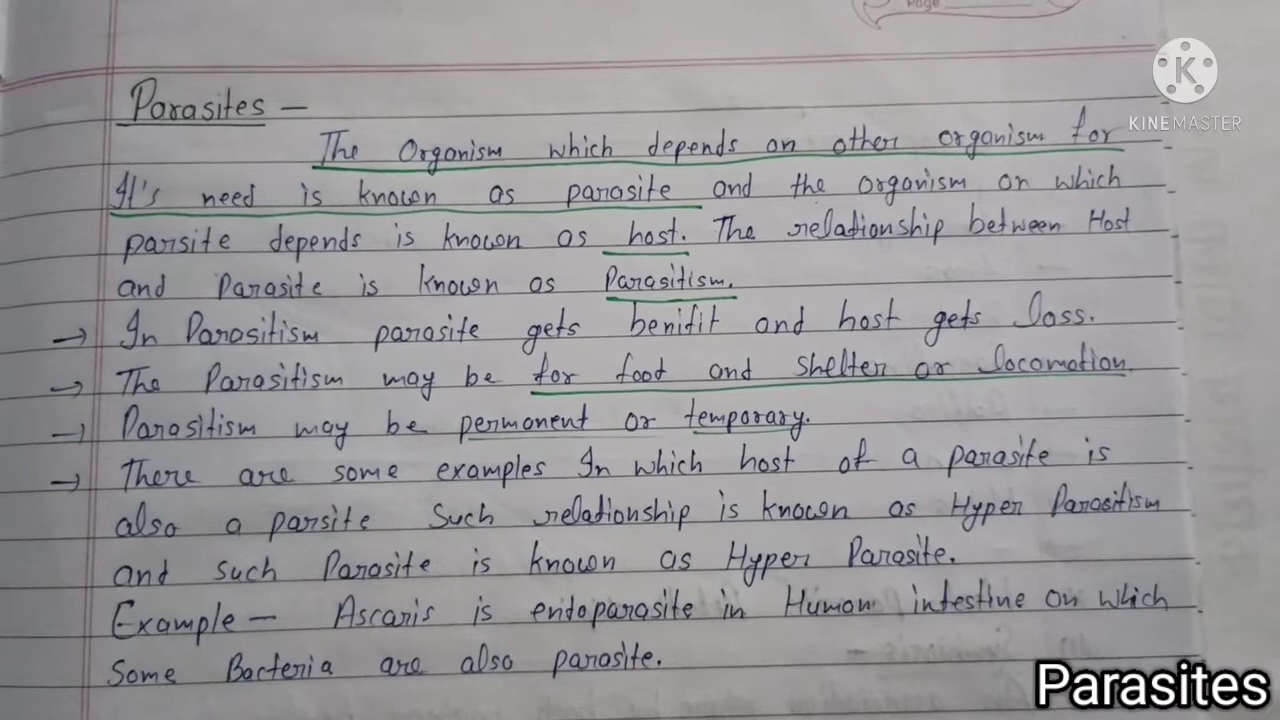 Page
KINEMASTER
Parasites -
The Organism which depends on other organism for
It's need is known as parasite and the organism on which
parsite depends is known as host. The relationship between Host
and Parasite is known as Parasitism.
→ In Parasitism parasite gets benifit and host gets loss.
→ The Parasitism may be for food and shelter or locomotion.
→ Parasitism may be permanent or temporary.
→ There are some examples In which host of a parasite is
also a parsite Such relationship is known as Hyper Parasitism
and such Parasite is known as Hyper Parasite.
Example - Ascaris is endoparasite in Human intestine on which
Some Bacteria are also parasite.
Parasites